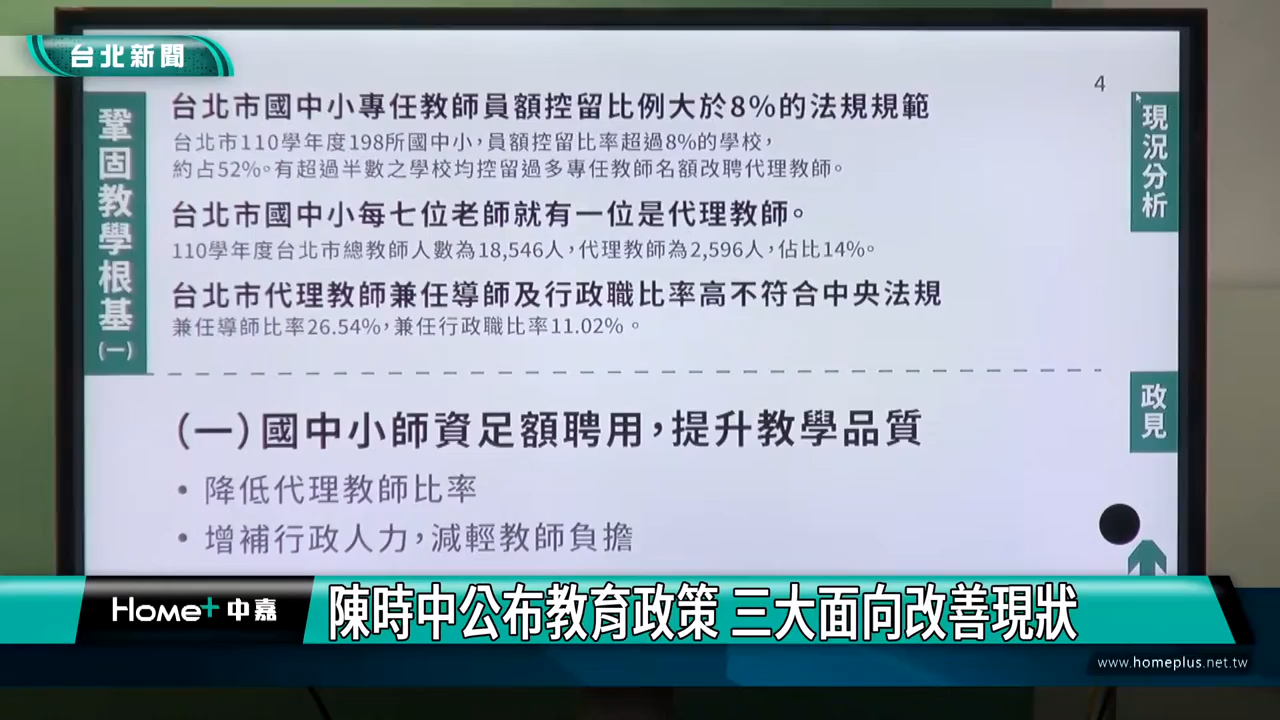 台北新聞
4
鞏固教學根基(一)
現況分析
台北市國中小專任教師員額控留比例大於8%的法規規範
台北市110學年度198所國中小,員額控留比率超過8%的學校,
約占52%。有超過半數之學校均控留過多專任教師名額改聘代理教師。
台北市國中小每七位老師就有一位是代理教師。
110學年度台北市總教師人數為18,546人,代理教師為2,596人,佔比14%。
台北市代理教師兼任導師及行政職比率高不符合中央法規
兼任導師比率26.54%,兼任行政職比率11.02%。
政見
(一)國中小師資足額聘用,提升教學品質
• 降低代理教師比率
• 增補行政人力,減輕教師負擔
Home+中嘉
陳時中公布教育政策 三大面向改善現狀
www.homeplus.net.tw